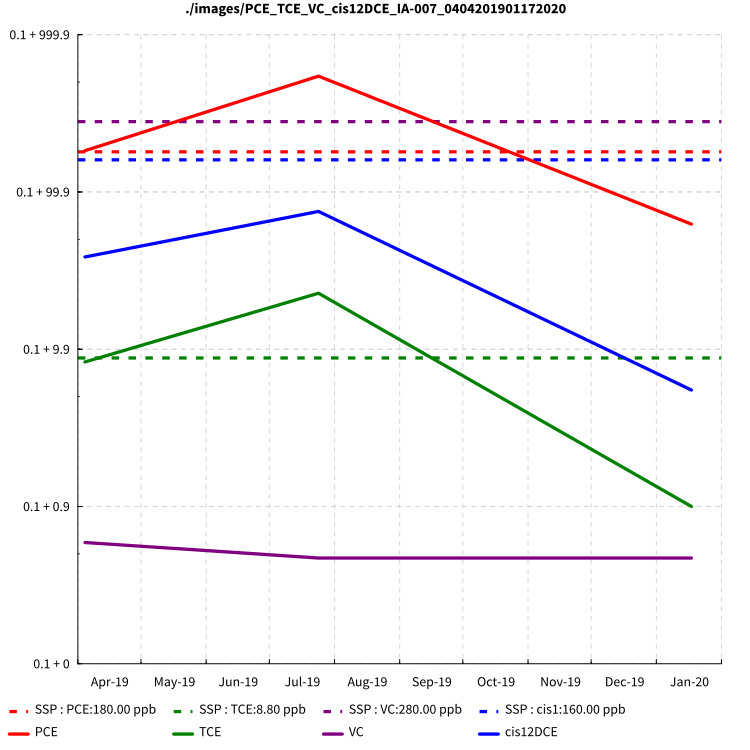 ./images/PCE_TCE_VC_cis12DCE_IA-007_0404201901172020
0.1 + 999.9
0.1 + 99.9
0.1 + 9.9
0.1 + 0.9
0.1 + 0
Apr-19 May-19 Jun-19 Jul-19 Aug-19 Sep-19 Oct-19 Nov-19 Dec-19 Jan-20
SSP : PCE:180.00 ppb SSP : TCE:8.80 ppb SSP : VC:280.00 ppb SSP : cis1:160.00 ppb
PCE TCE VC cis12DCE